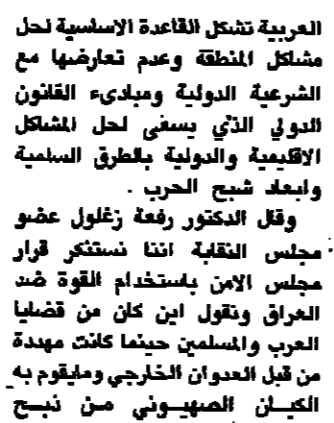 العربية تشكل القاعدة الاساسية لحل
مشاكل المنطقة وعدم تعارضها مع
الشرعية الدولية ومبادىء القانون
الدولي الذي يسعى لحل المشاكل
الاقليمية والدولية بالطرق السلمية
وابعاد شبح الحرب .
وقال الدكتور رفعة زغلول عضو
مجلس النقابة اننا نستنكر قرار
مجلس الامن باستخدام القوة ضد
العراق ونقول اين كان من قضايا
العرب والمسلمين حينما كانت مهددة
من قبل العدوان الخارجي ومايقوم به
الكيان الصهيوني من نبح